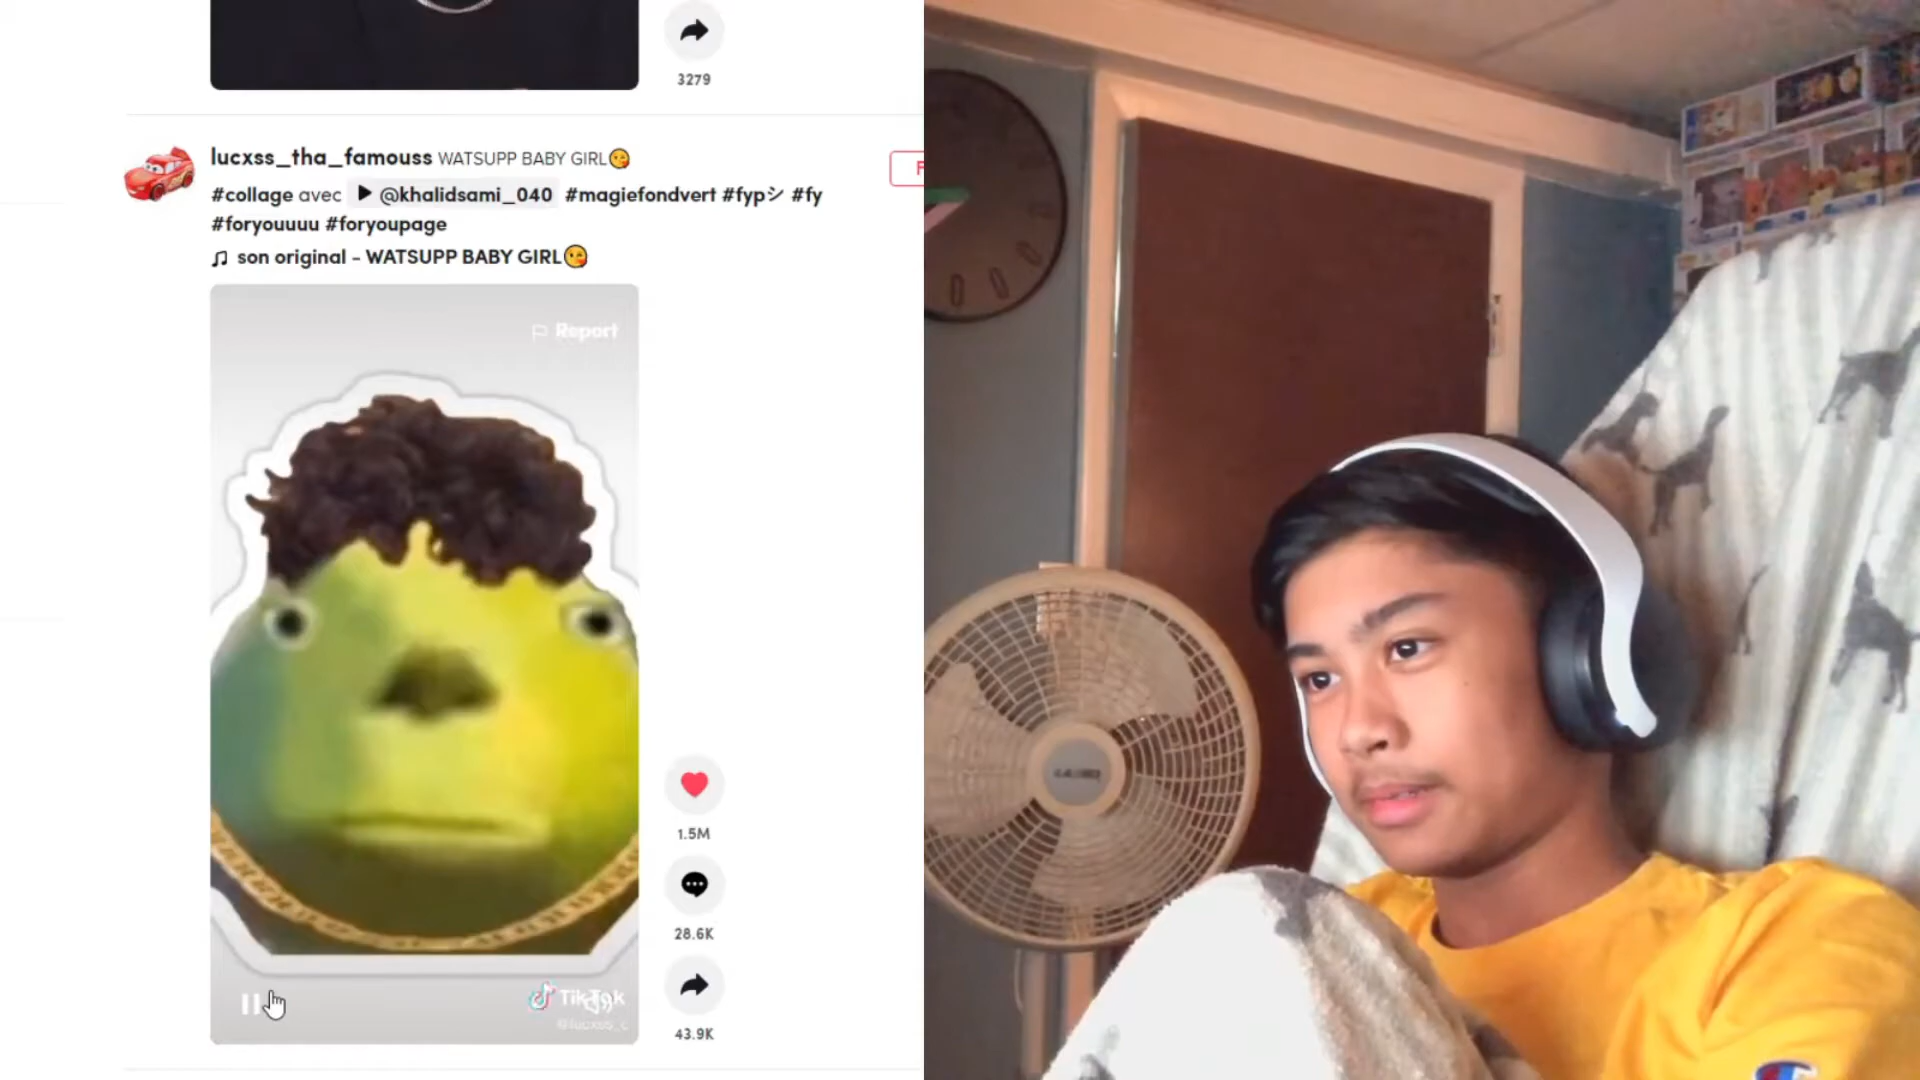 3279
lucxss_tha_famouss WATSUPP BABY GIRL😘
#collage avec ▶ @khalidsami_040 #magiefondvert #fypシ #fy
#foryouuuu #foryoupage
♫ son original - WATSUPP BABY GIRL😘
Report
1.5M
28.6K
TikTok
43.9K